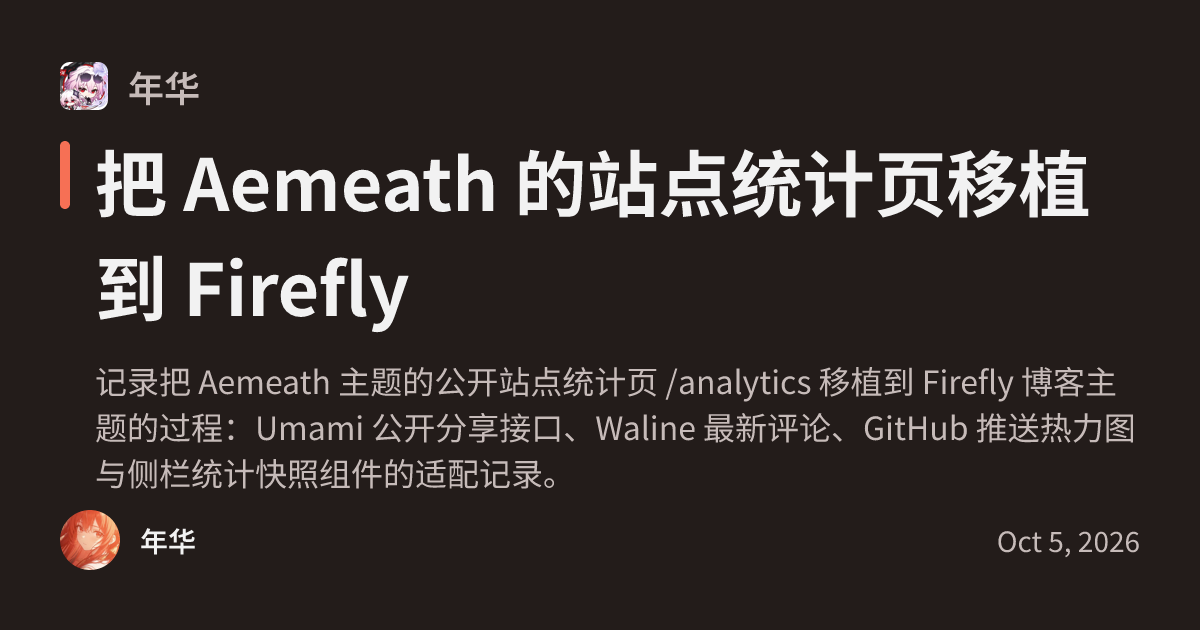 年华
把 Aemeath 的站点统计页移植
到 Firefly
记录把 Aemeath 主题的公开站点统计页 /analytics 移植到 Firefly 博客主
题的过程：Umami 公开分享接口、Waline 最新评论、GitHub 推送热力图
与侧栏统计快照组件的适配记录。
年华
Oct 5, 2026